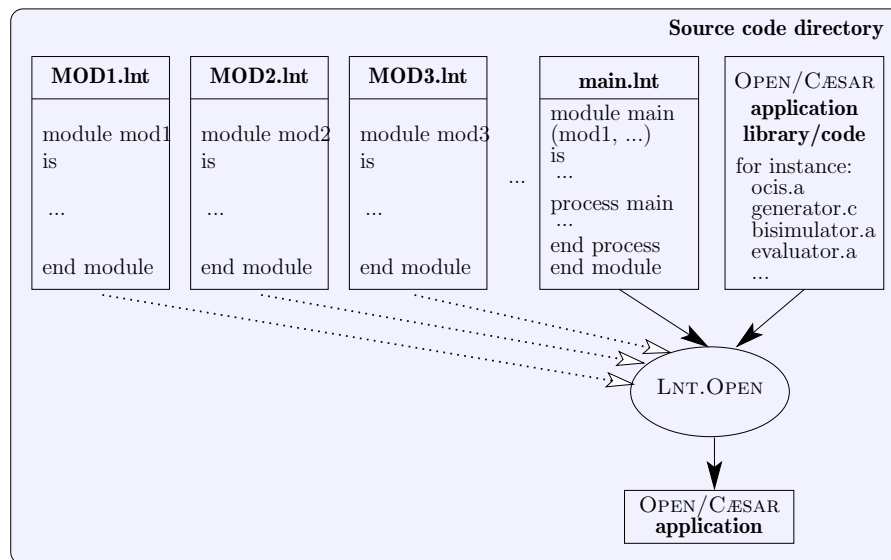 Source code directory
MOD1.lnt
module mod1
is
...
end module
MOD2.lnt
module mod2
is
...
end module
MOD3.lnt
module mod3
is
...
end module
...
main.lnt
module main
(mod1, ...)
is
...
process main
...
end process
end module
OPEN/CÆSAR
application
library/code
for instance:
ocis.a
generator.c
bisimulator.a
evaluator.a
...
LNT.OPEN
OPEN/CÆSAR
application